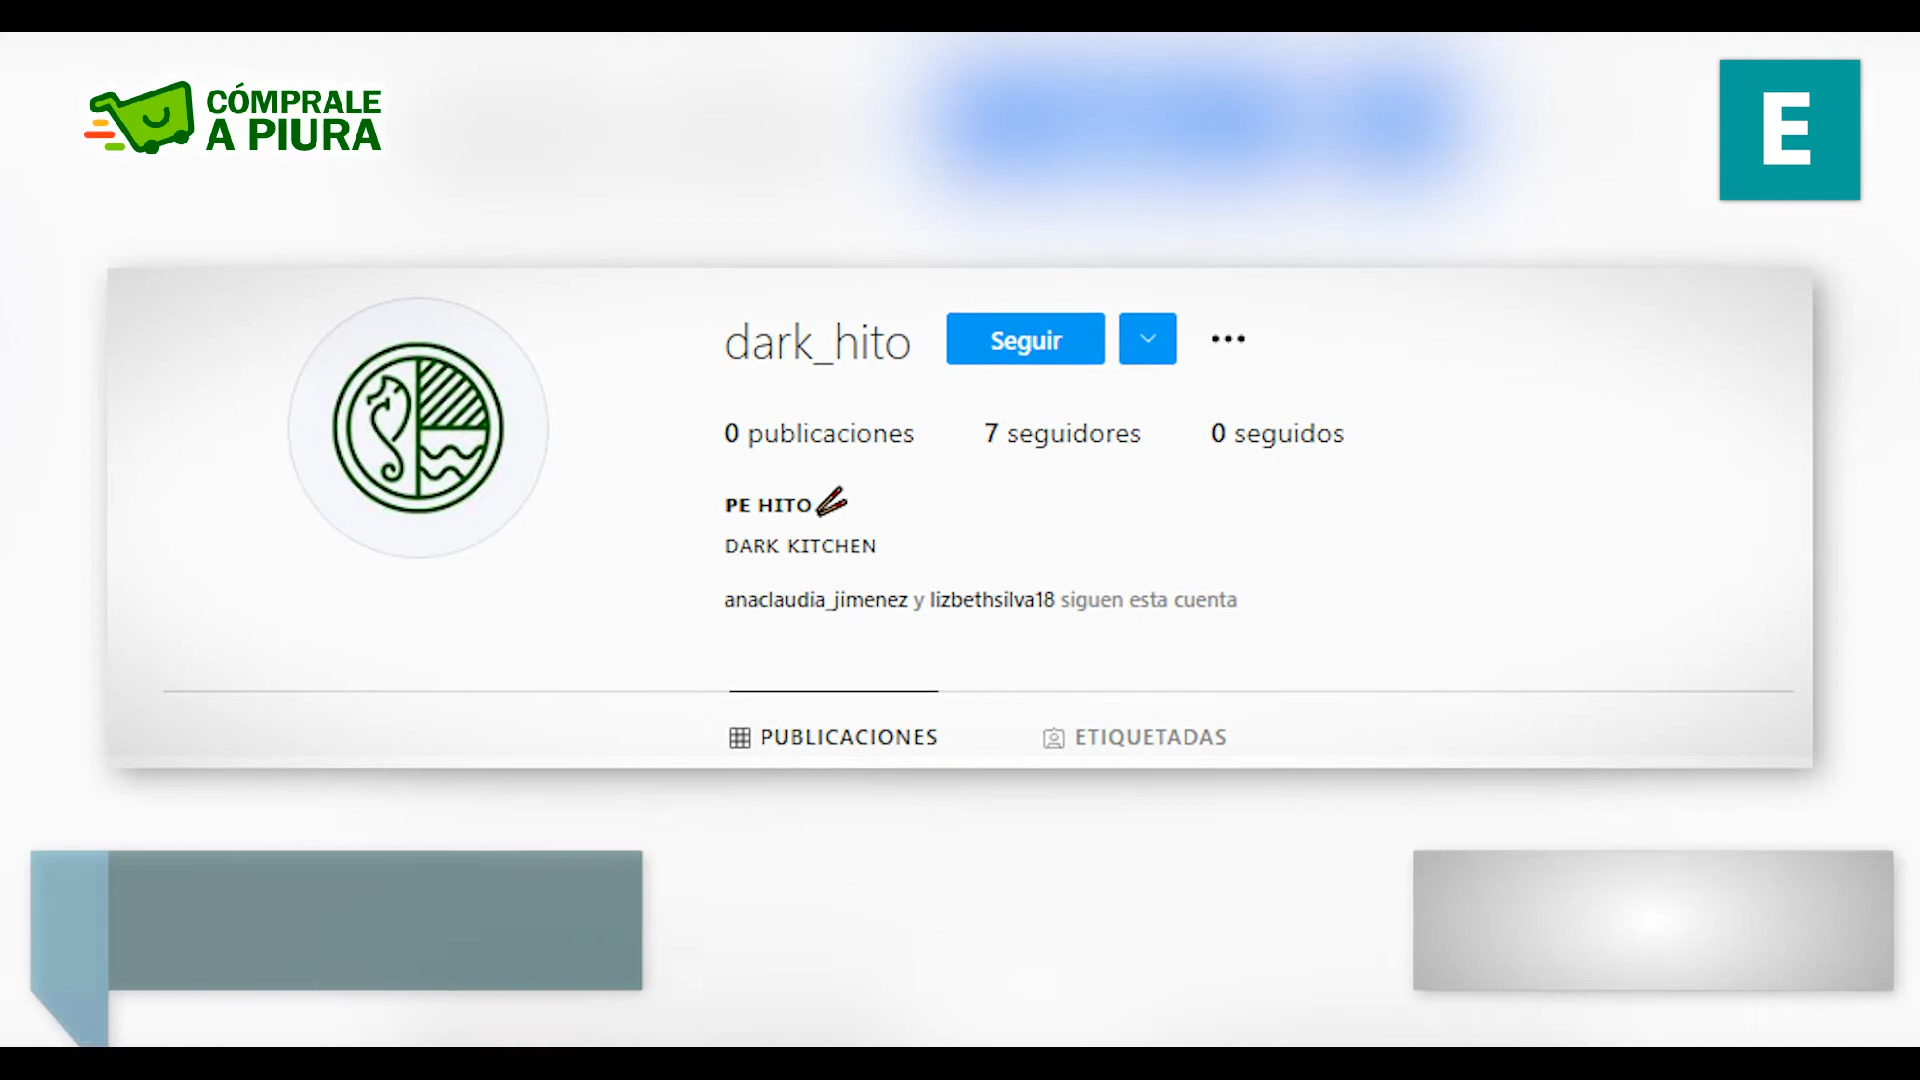 CÓMPRALE
A PIURA
E
dark_hito Seguir
0 publicaciones 7 seguidores 0 seguidos
PE HITO🥢
DARK KITCHEN
anaclaudia_jimenez y lizbethsilva18 siguen esta cuenta
PUBLICACIONES ETIQUETADAS